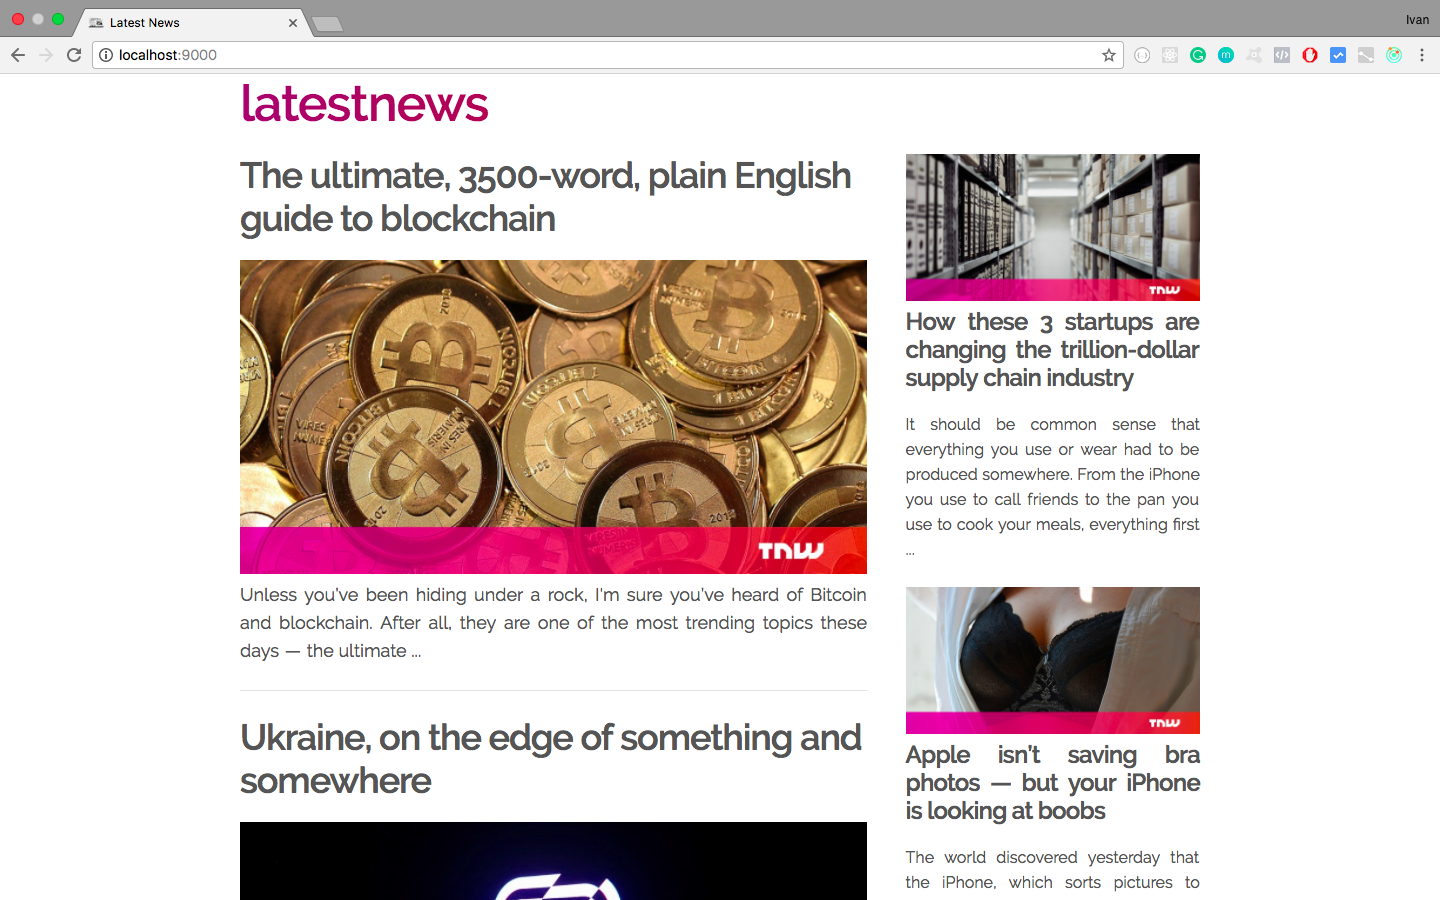 Latest News
Ivan
localhost:9000
latestnews
The ultimate, 3500-word, plain English
guide to blockchain
1 BITCOIN
VIRES IN
NUMERIS
2013
TNW
Unless you've been hiding under a rock, I'm sure you've heard of Bitcoin
and blockchain. After all, they are one of the most trending topics these
days — the ultimate ...
Ukraine, on the edge of something and
somewhere
TNW
How these 3 startups are
changing the trillion-dollar
supply chain industry
It should be common sense that
everything you use or wear had to be
produced somewhere. From the iPhone
you use to call friends to the pan you
use to cook your meals, everything first
...
TNW
Apple isn't saving bra
photos — but your iPhone
is looking at boobs
The world discovered yesterday that
the iPhone, which sorts pictures to